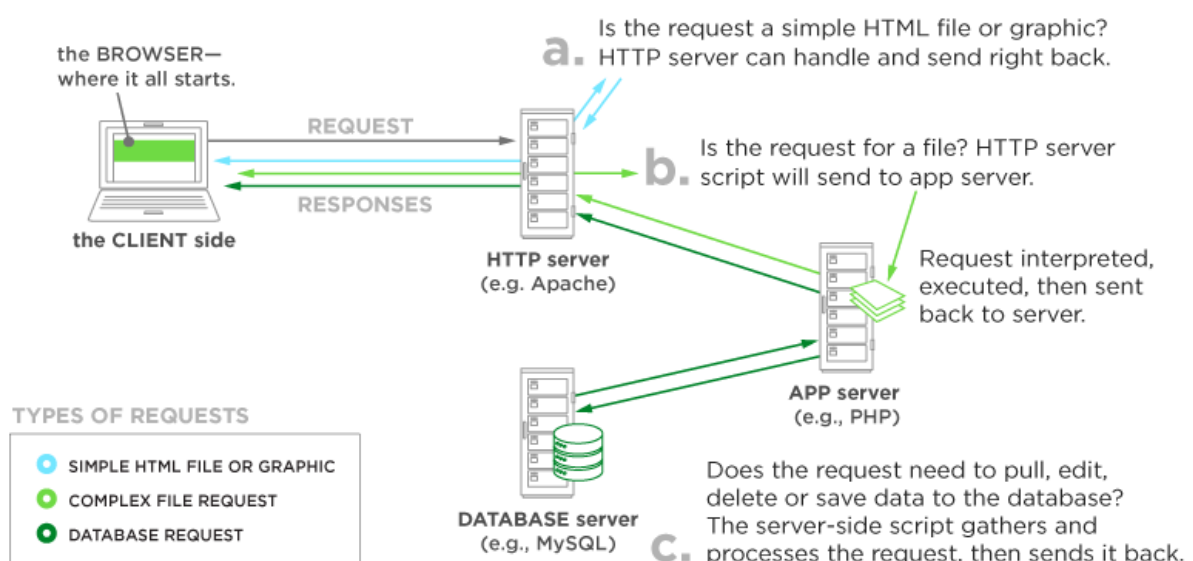 the BROWSER—
where it all starts.
REQUEST
RESPONSES
the CLIENT side
a. Is the request a simple HTML file or graphic?
HTTP server can handle and send right back.
HTTP server
(e.g. Apache)
b. Is the request for a file? HTTP server
script will send to app server.
Request interpreted,
executed, then sent
back to server.
APP server
(e.g., PHP)
TYPES OF REQUESTS
SIMPLE HTML FILE OR GRAPHIC
COMPLEX FILE REQUEST
DATABASE REQUEST
DATABASE server
(e.g., MySQL)
c. Does the request need to pull, edit,
delete or save data to the database?
The server-side script gathers and
processes the request, then sends it back.